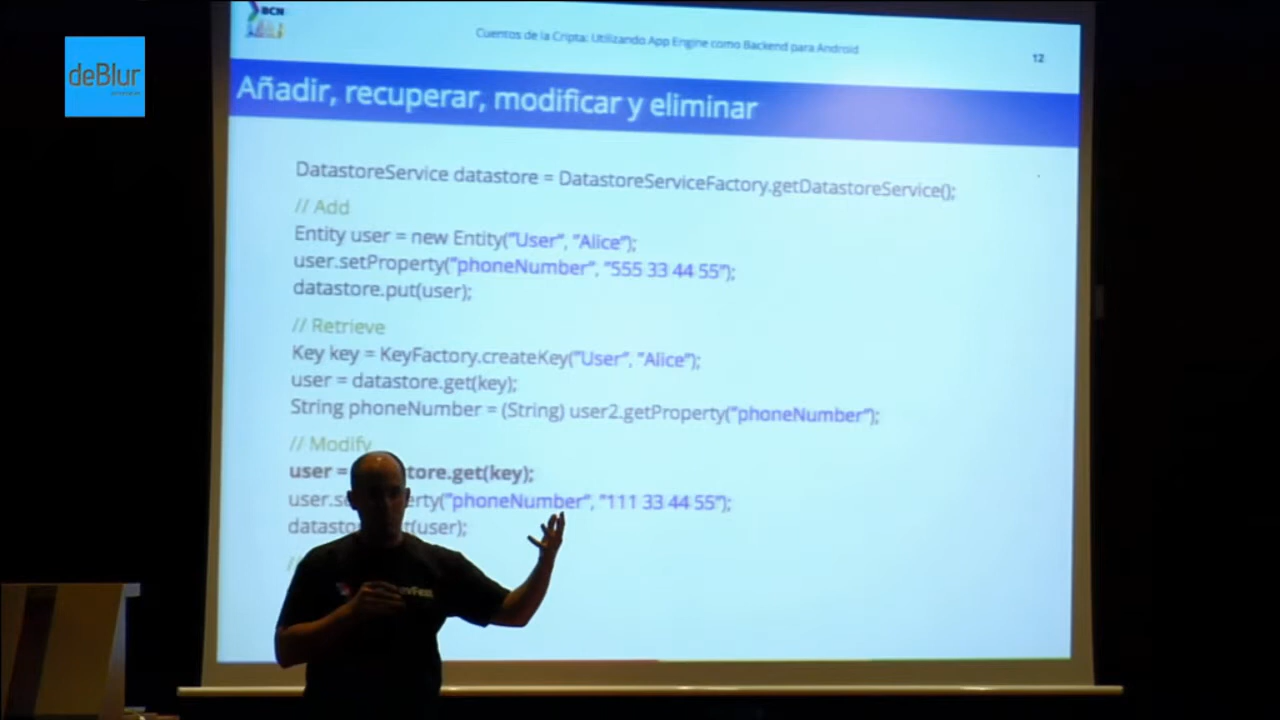 deBlur
BCN
Cuentos de la Cripta: Utilizando App Engine como Backend para Android
12
Añadir, recuperar, modificar y eliminar
DatastoreService datastore = DatastoreServiceFactory.getDatastoreService();
// Add
Entity user = new Entity("User", "Alice");
user.setProperty("phoneNumber", "555 33 44 55");
datastore.put(user);
// Retrieve
Key key = KeyFactory.createKey("User", "Alice");
user = datastore.get(key);
String phoneNumber = (String) user2.getProperty("phoneNumber");
// Modify
user = tore.get(key);
user.s erty("phoneNumber", "111 33 44 55");
datasto t(user);
/